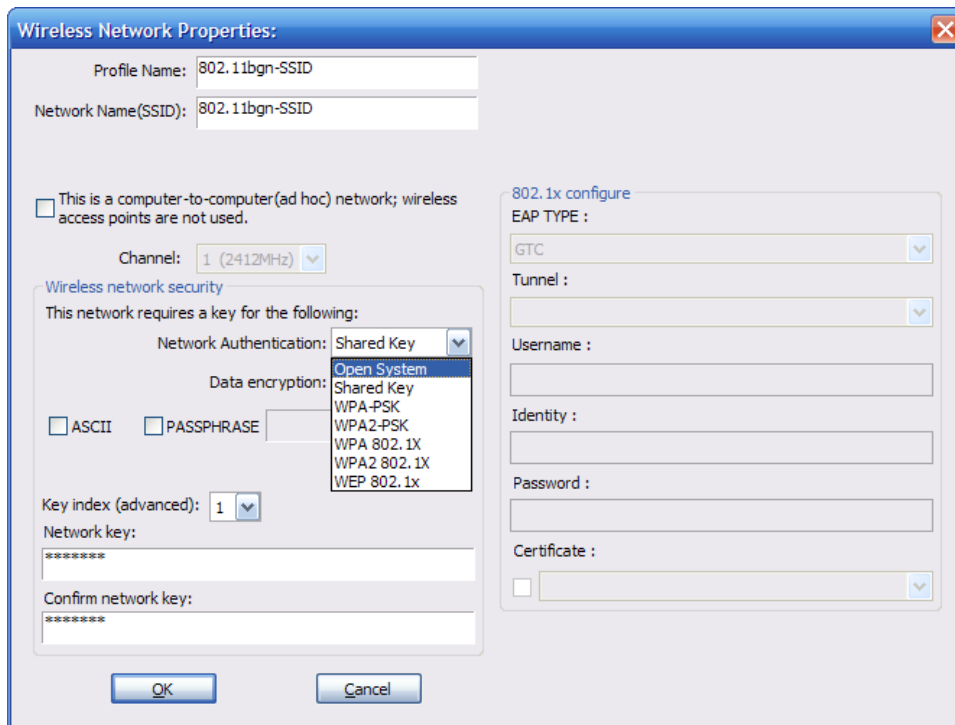 Wireless Network Properties:
Profile Name: 802.11bgn-SSID
Network Name(SSID): 802.11bgn-SSID
This is a computer-to-computer(ad hoc) network; wireless
access points are not used.
Channel: 1 (2412MHz)
Wireless network security
This network requires a key for the following:
Network Authentication: Shared Key
Open System
Data encryption:
Shared Key
WPA-PSK
WPA2-PSK
WPA 802.1X
WPA2 802.1X
WEP 802.1x
ASCII PASSPHRASE
Key index (advanced): 1
Network key:
*******
Confirm network key:
*******
OK Cancel
802.1x configure
EAP TYPE :
GTC
Tunnel :
Username :
Identity :
Password :
Certificate :